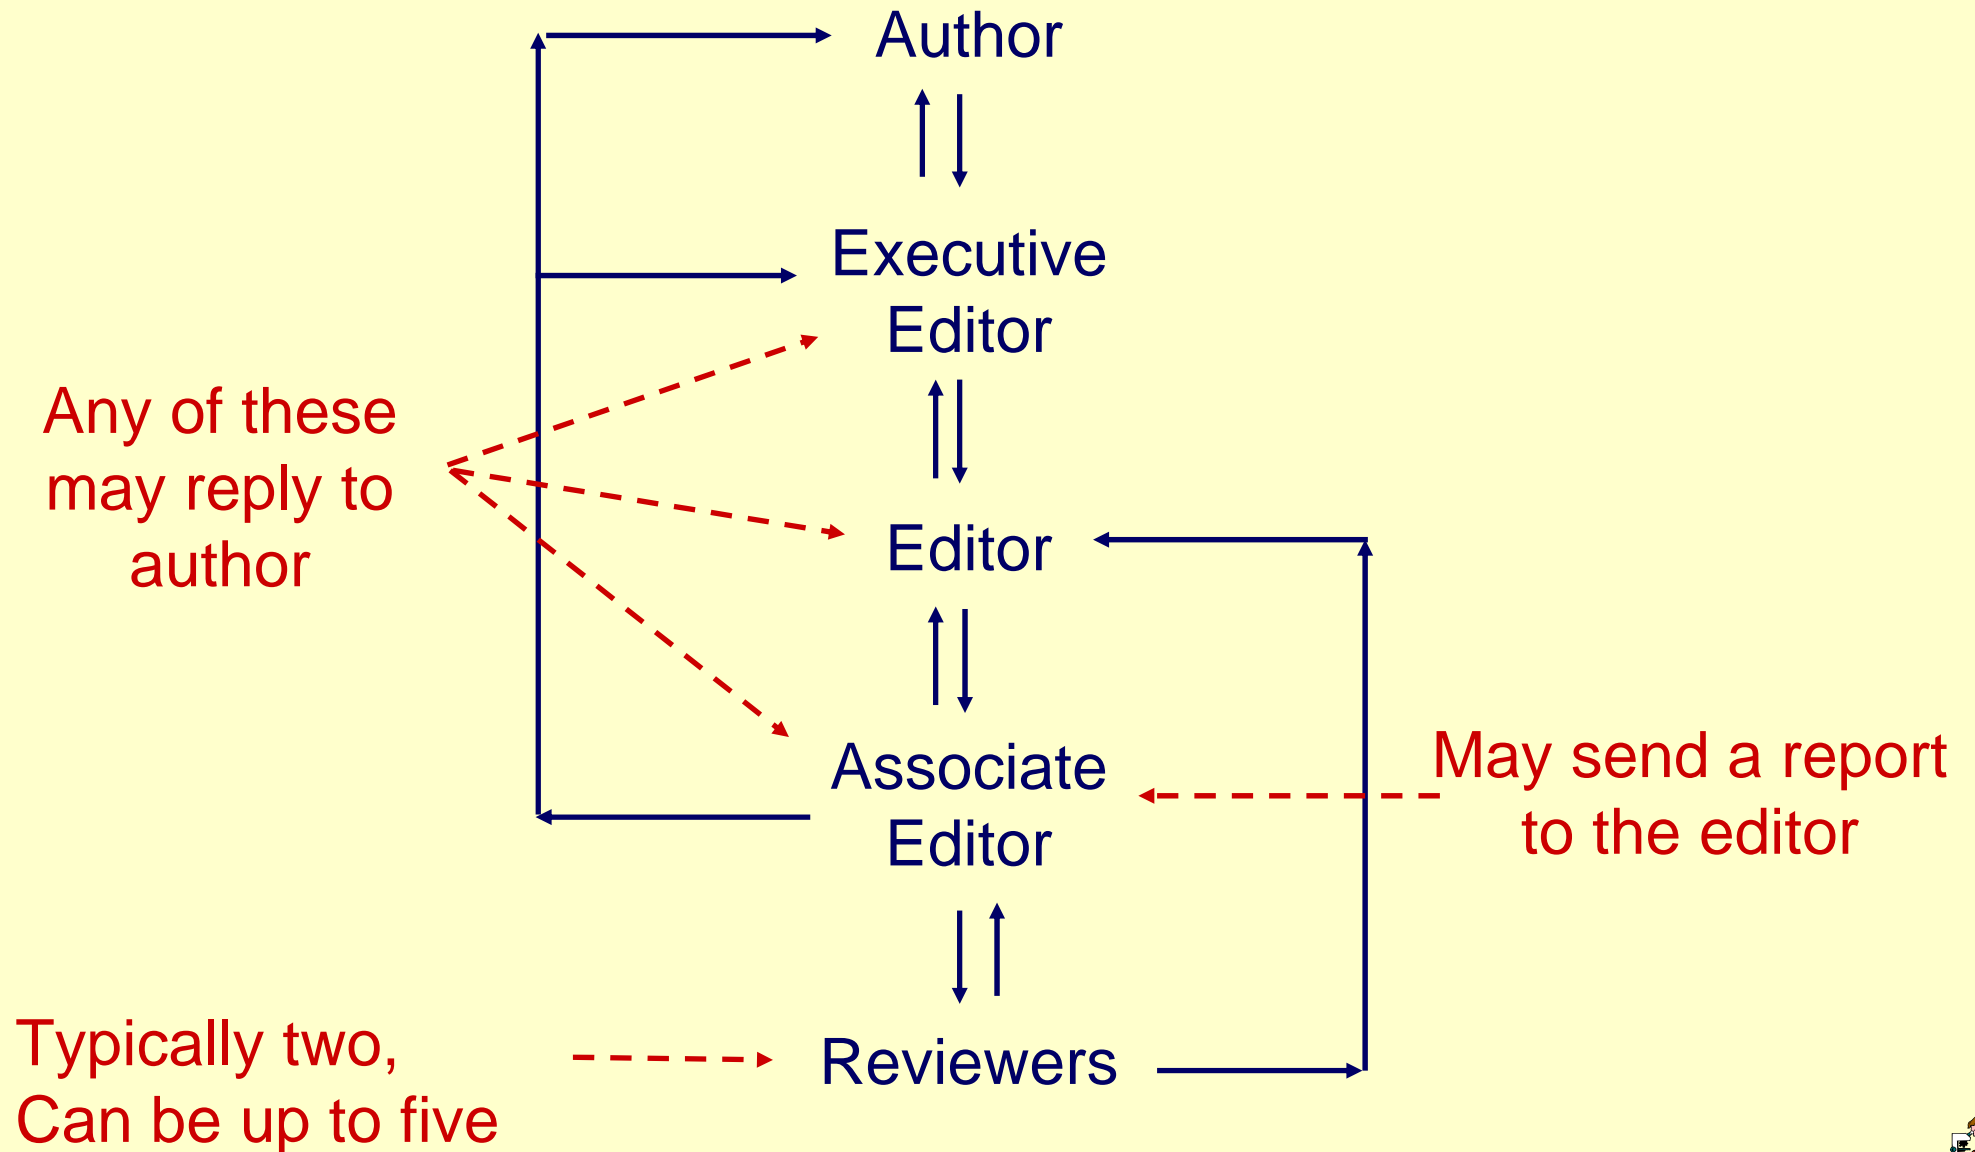 Author
Executive
Editor
Any of these
may reply to
author
Editor
Associate
Editor
May send a report
to the editor
Typically two,
Can be up to five
Reviewers